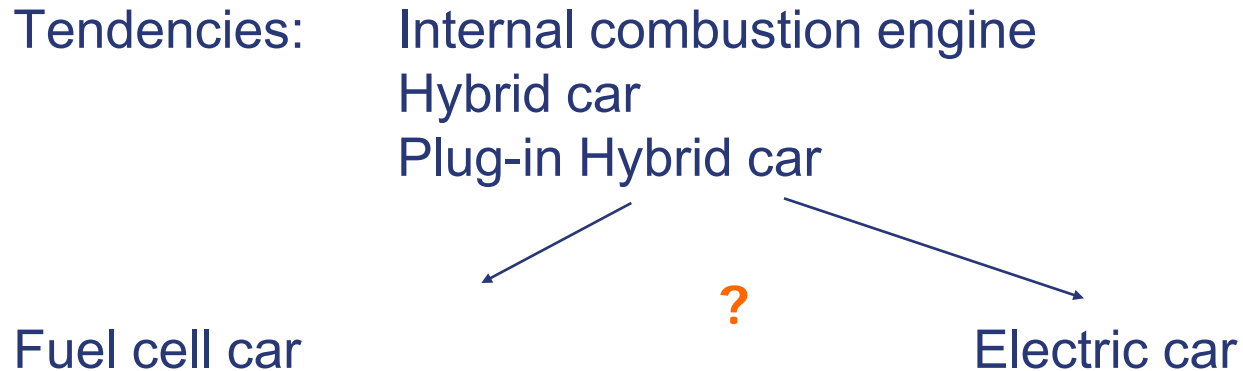 Tendencies: Internal combustion engine
Hybrid car
Plug-in Hybrid car
?
Fuel cell car Electric car